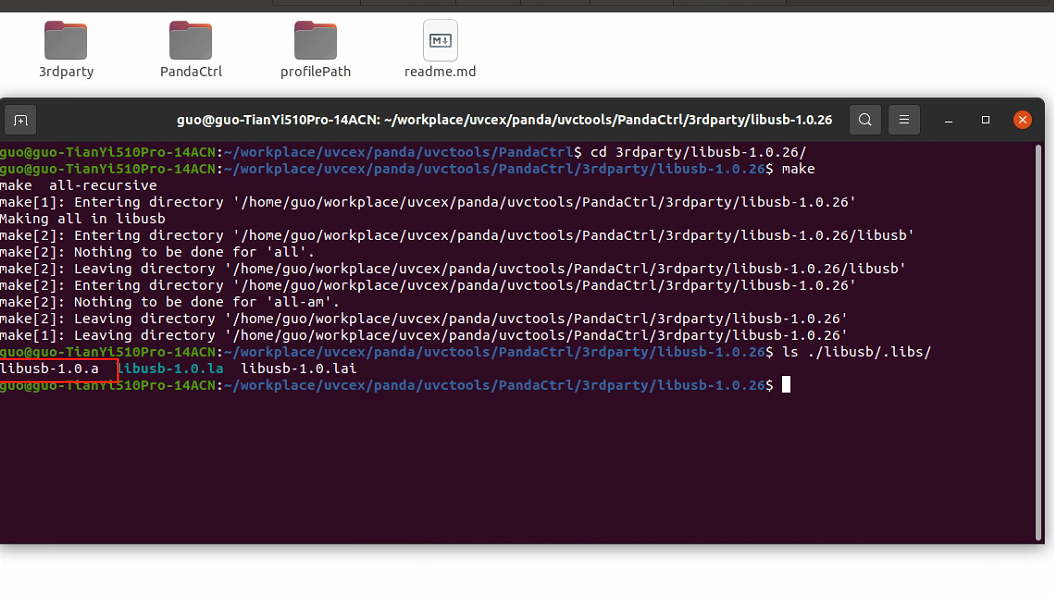 3rdparty
PandaCtrl
profilePath
readme.md
guo@guo-TianYi510Pro-14ACN: ~/workplace/uvcex/panda/uvctools/PandaCtrl/3rdparty/libusb-1.0.26
guo@guo-TianYi510Pro-14ACN:~/workplace/uvcex/panda/uvctools/PandaCtrl$ cd 3rdparty/libusb-1.0.26/
guo@guo-TianYi510Pro-14ACN:~/workplace/uvcex/panda/uvctools/PandaCtrl/3rdparty/libusb-1.0.26$ make
make  all-recursive
make[1]: Entering directory '/home/guo/workplace/uvcex/panda/uvctools/PandaCtrl/3rdparty/libusb-1.0.26'
Making all in libusb
make[2]: Entering directory '/home/guo/workplace/uvcex/panda/uvctools/PandaCtrl/3rdparty/libusb-1.0.26/libusb'
make[2]: Nothing to be done for 'all'.
make[2]: Leaving directory '/home/guo/workplace/uvcex/panda/uvctools/PandaCtrl/3rdparty/libusb-1.0.26/libusb'
make[2]: Entering directory '/home/guo/workplace/uvcex/panda/uvctools/PandaCtrl/3rdparty/libusb-1.0.26'
make[2]: Nothing to be done for 'all-am'.
make[2]: Leaving directory '/home/guo/workplace/uvcex/panda/uvctools/PandaCtrl/3rdparty/libusb-1.0.26'
make[1]: Leaving directory '/home/guo/workplace/uvcex/panda/uvctools/PandaCtrl/3rdparty/libusb-1.0.26'
guo@guo-TianYi510Pro-14ACN:~/workplace/uvcex/panda/uvctools/PandaCtrl/3rdparty/libusb-1.0.26$ ls ./libusb/.libs/
libusb-1.0.a  libusb-1.0.la  libusb-1.0.lai
guo@guo-TianYi510Pro-14ACN:~/workplace/uvcex/panda/uvctools/PandaCtrl/3rdparty/libusb-1.0.26$